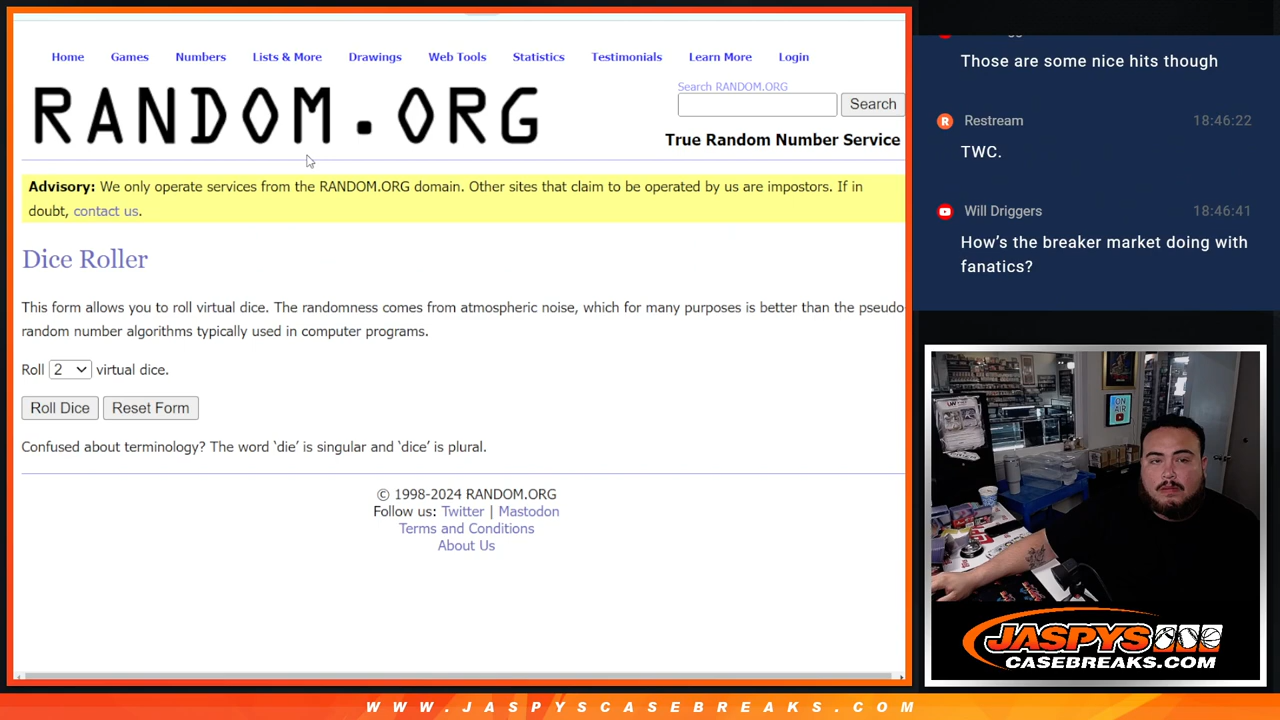 Home Games Numbers Lists & More Drawings Web Tools Statistics Testimonials Learn More Login
RANDOM.ORG
Search RANDOM.ORG
Search
True Random Number Service
Advisory: We only operate services from the RANDOM.ORG domain. Other sites that claim to be operated by us are impostors. If in
doubt, contact us.
Dice Roller
This form allows you to roll virtual dice. The randomness comes from atmospheric noise, which for many purposes is better than the pseudo
random number algorithms typically used in computer programs.
Roll 2 virtual dice.
Roll Dice Reset Form
Confused about terminology? The word ‘die’ is singular and ‘dice’ is plural.
© 1998-2024 RANDOM.ORG
Follow us: Twitter | Mastodon
Terms and Conditions
About Us
Those are some nice hits though
Restream 18:46:22
TWC.
Will Driggers 18:46:41
How’s the breaker market doing with
fanatics?
ON
AIR
JASPYS
CASEBREAKS.COM
WWW.JASPYSCASEBREAKS.COM